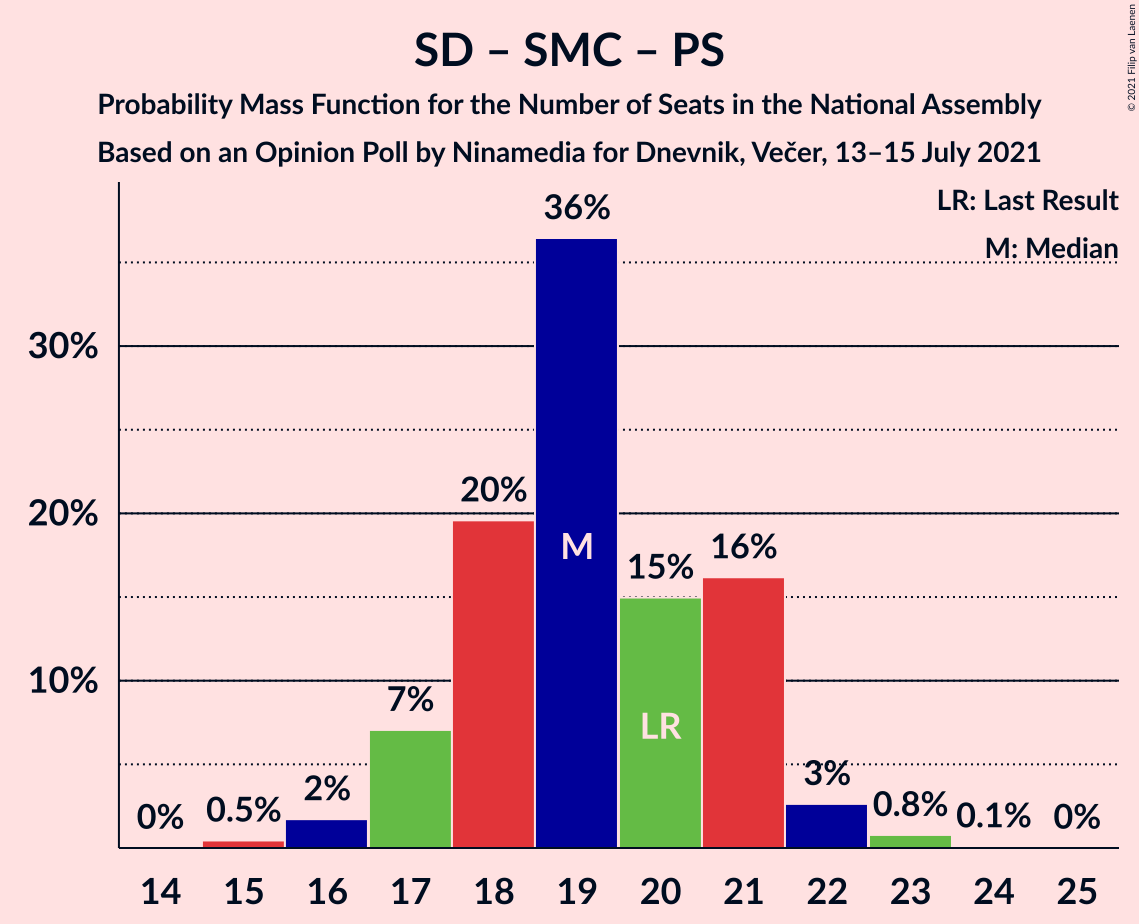 SD – SMC – PS
Probability Mass Function for the Number of Seats in the National Assembly
Based on an Opinion Poll by Ninamedia for Dnevnik, Večer, 13–15 July 2021
© 2021 Filip van Laenen
LR: Last Result
M: Median
30%
20%
10%
0%
0.5%
2%
7%
20%
36%
15%
16%
3%
0.8%
0.1%
0%
M
LR
14 15 16 17 18 19 20 21 22 23 24 25